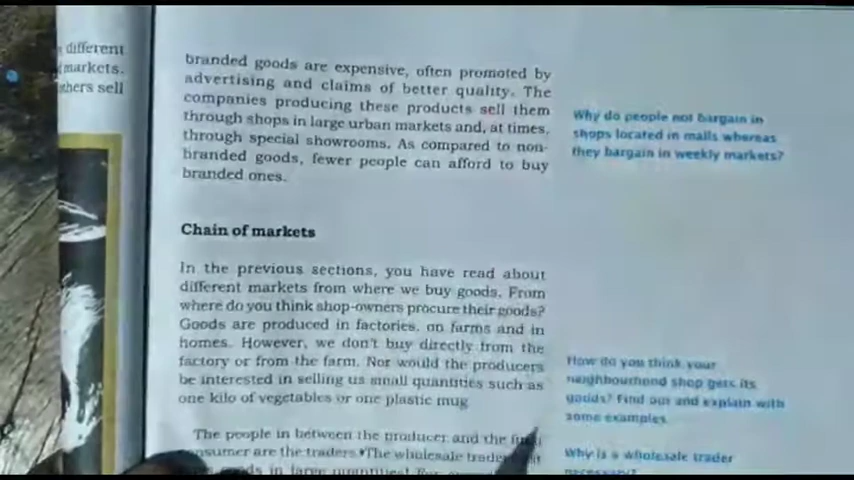 different
markets.
branded goods are expensive, often promoted by
advertising and claims of better quality. The
companies producing these products sell them
through shops in large urban markets and, at times,
through special showrooms. As compared to non-
branded goods, fewer people can afford to buy
branded ones.
Why do people not bargain in
shops located in malls whereas
they bargain in weekly markets?
Chain of markets
In the previous sections, you have read about
different markets from where we buy goods. From
where do you think shop-owners procure their goods?
Goods are produced in factories, on farms and in
homes. However, we don't buy directly from the
factory or from the farm. Nor would the producers
be interested in selling us small quantities such as
one kilo of vegetables or one plastic mug.
The people in between the producer and the
are the traders. The wholesale
in large quantities!
How do you think your
neighbourhood shop gets its
goods? Find out and explain with
some examples.
Why is a wholesale trader
necessary?
sell